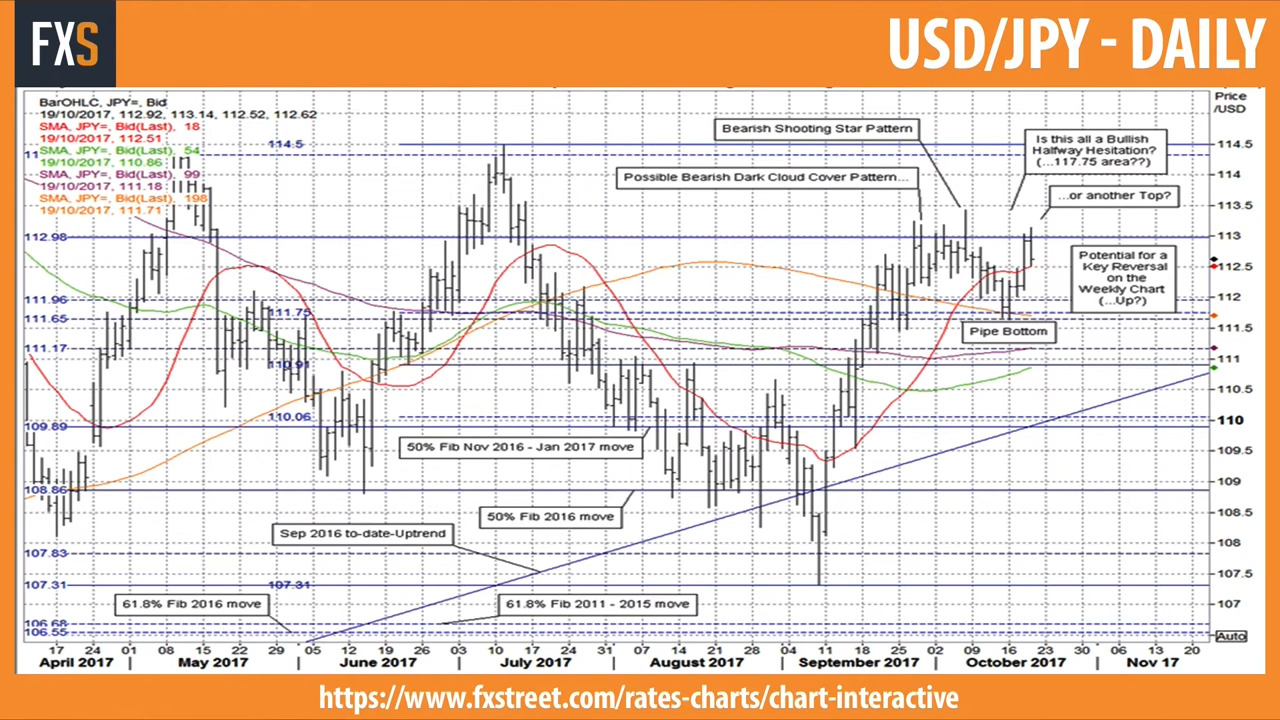 FXS
USD/JPY - DAILY
BarOHLC, JPY=, Bid
19/10/2017, 112.92, 113.14, 112.52, 112.62
SMA, JPY=, Bid(Last), 18
19/10/2017, 112.51
SMA, JPY=, Bid(Last), 54
19/10/2017, 110.86
SMA, JPY=, Bid(Last), 99
19/10/2017, 111.18
SMA, JPY=, Bid(Last), 198
19/10/2017, 111.71
Price
/USD
114.5
114
113.5
113
112.5
112
111.5
111
110.5
110
109.5
109
108.5
108
107.5
107
Auto
114.5
112.98
111.96
111.75
111.65
111.17
110.91
110.06
109.89
108.86
107.83
107.31
107.31
106.68
106.55
Bearish Shooting Star Pattern
Possible Bearish Dark Cloud Cover Pattern...
Is this all a Bullish
Halfway Hesitation?
(...117.75 area??)
...or another Top?
Potential for a
Key Reversal
on the
Weekly Chart
(...Up?)
Pipe Bottom
50% Fib Nov 2016 - Jan 2017 move
50% Fib 2016 move
Sep 2016 to-date-Uptrend
61.8% Fib 2016 move
61.8% Fib 2011 - 2015 move
17 24 01 08 15 22 29 05 12 19 26 03 10 17 24 31 07 14 21 28 04 11 18 25 02 09 16 23 30 06 13 20
April 2017 May 2017 June 2017 July 2017 August 2017 September 2017 October 2017 Nov 17
https://www.fxstreet.com/rates-charts/chart-interactive